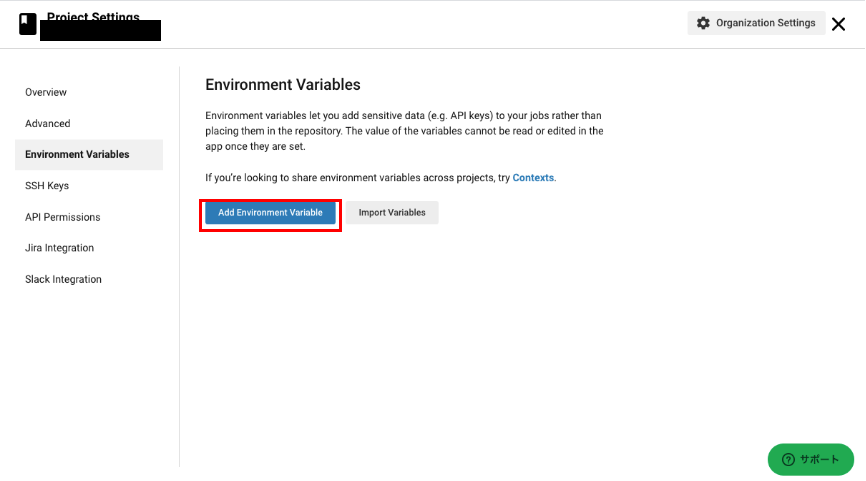 Project Settings
Organization Settings
Overview
Advanced
Environment Variables
SSH Keys
API Permissions
Jira Integration
Slack Integration
Environment Variables
Environment variables let you add sensitive data (e.g. API keys) to your jobs rather than
placing them in the repository. The value of the variables cannot be read or edited in the
app once they are set.
If you're looking to share environment variables across projects, try Contexts.
Add Environment Variable
Import Variables
サポート